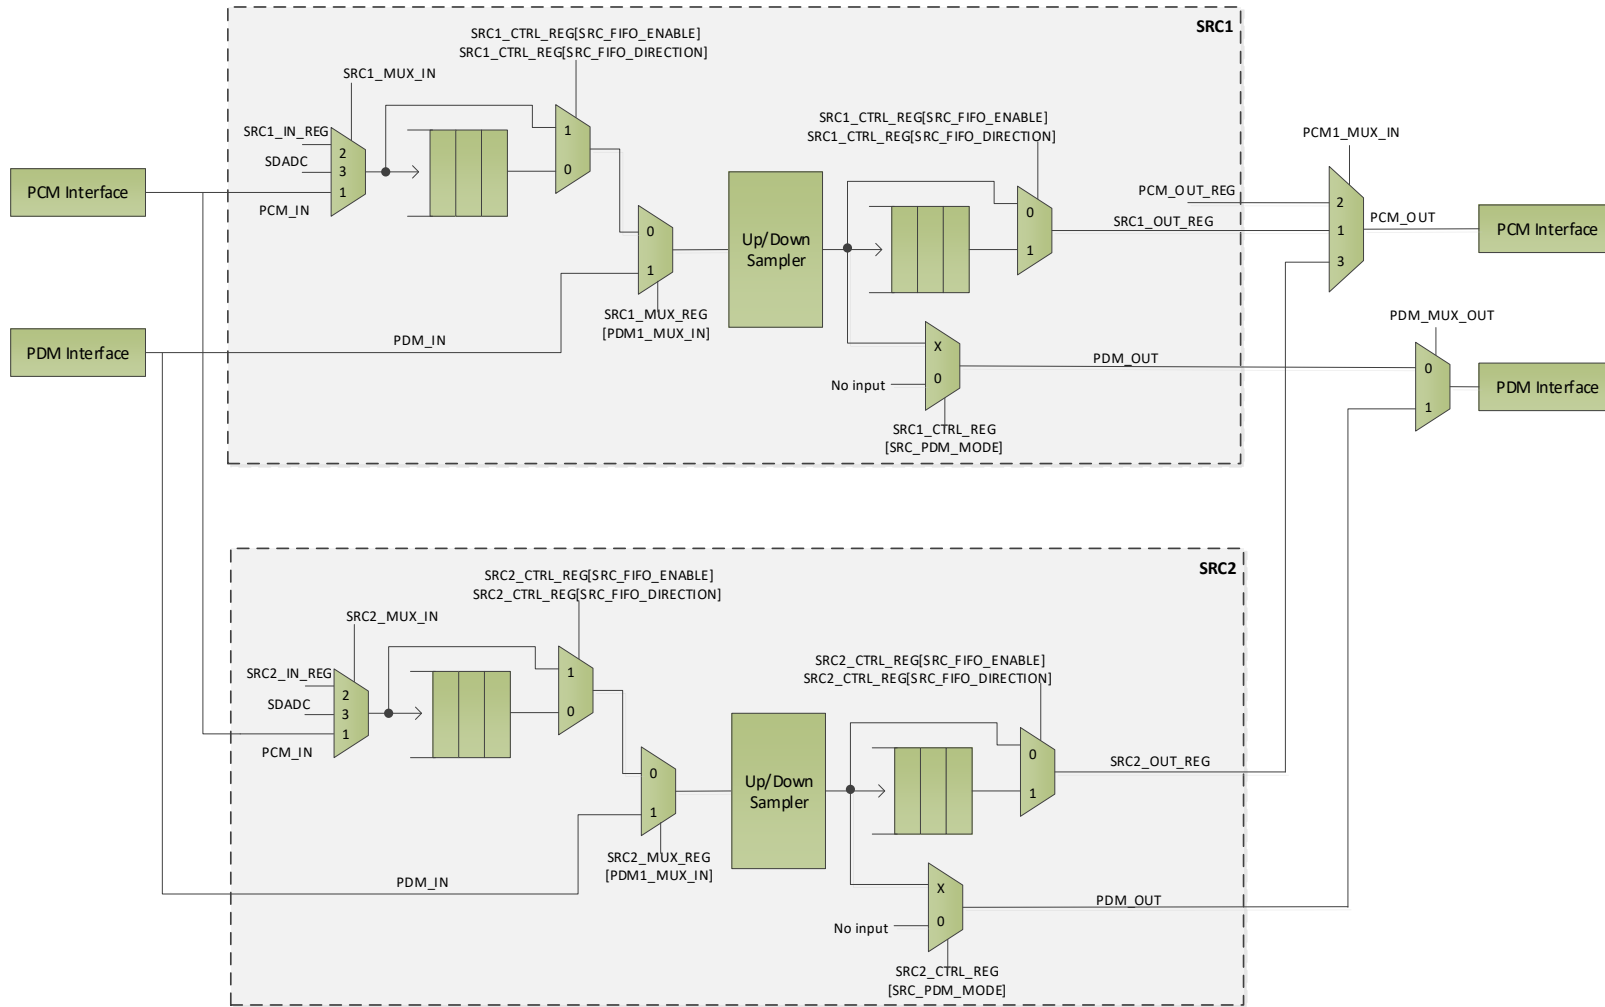 SRC1
SRC1_CTRL_REG[SRC_FIFO_ENABLE]
SRC1_CTRL_REG[SRC_FIFO_DIRECTION]
SRC1_MUX_IN
SRC1_IN_REG
SDADC
2
3
1
PCM_IN
1
0
PCM Interface
SRC1_CTRL_REG[SRC_FIFO_ENABLE]
SRC1_CTRL_REG[SRC_FIFO_DIRECTION]
0
1
Up/Down
Sampler
0
1
SRC1_MUX_REG
[PDM1_MUX_IN]
PCM1_MUX_IN
PCM_OUT_REG
SRC1_OUT_REG
2
1
3
PCM_OUT
PCM Interface
PDM Interface
PDM_IN
X
0
No input
SRC1_CTRL_REG
[SRC_PDM_MODE]
PDM_OUT
PDM_MUX_OUT
0
1
PDM Interface
SRC2
SRC2_CTRL_REG[SRC_FIFO_ENABLE]
SRC2_CTRL_REG[SRC_FIFO_DIRECTION]
SRC2_MUX_IN
SRC2_IN_REG
SDADC
2
3
1
PCM_IN
1
0
SRC2_CTRL_REG[SRC_FIFO_ENABLE]
SRC2_CTRL_REG[SRC_FIFO_DIRECTION]
0
1
Up/Down
Sampler
0
1
SRC2_OUT_REG
SRC2_MUX_REG
[PDM1_MUX_IN]
PDM_IN
X
0
No input
PDM_OUT
SRC2_CTRL_REG
[SRC_PDM_MODE]